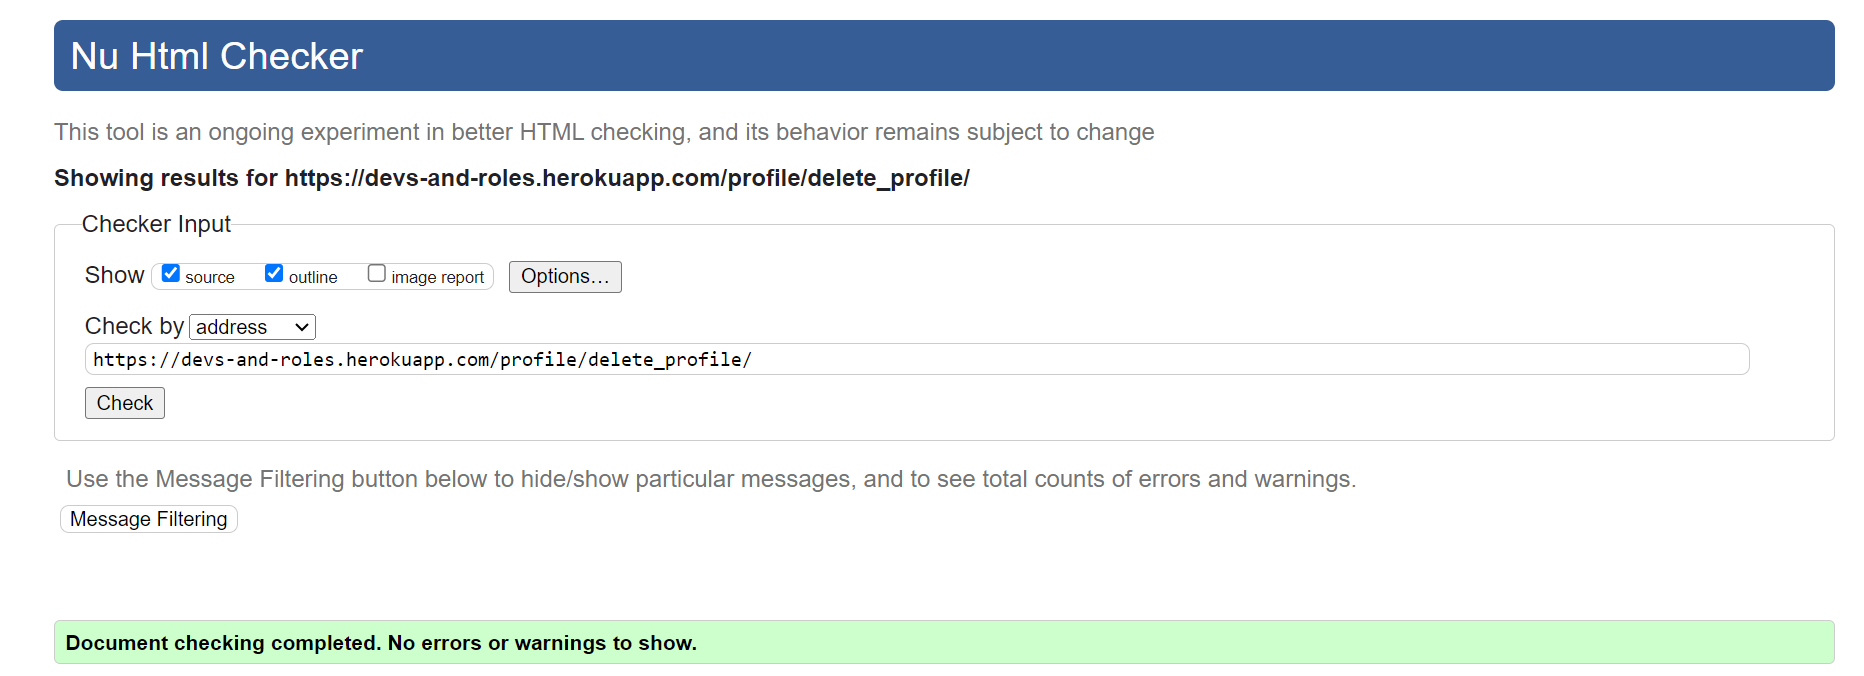 Nu Html Checker
This tool is an ongoing experiment in better HTML checking, and its behavior remains subject to change
Showing results for https://devs-and-roles.herokuapp.com/profile/delete_profile/
Checker Input
Show source outline image report Options…
Check by address
https://devs-and-roles.herokuapp.com/profile/delete_profile/
Check
Use the Message Filtering button below to hide/show particular messages, and to see total counts of errors and warnings.
Message Filtering
Document checking completed. No errors or warnings to show.